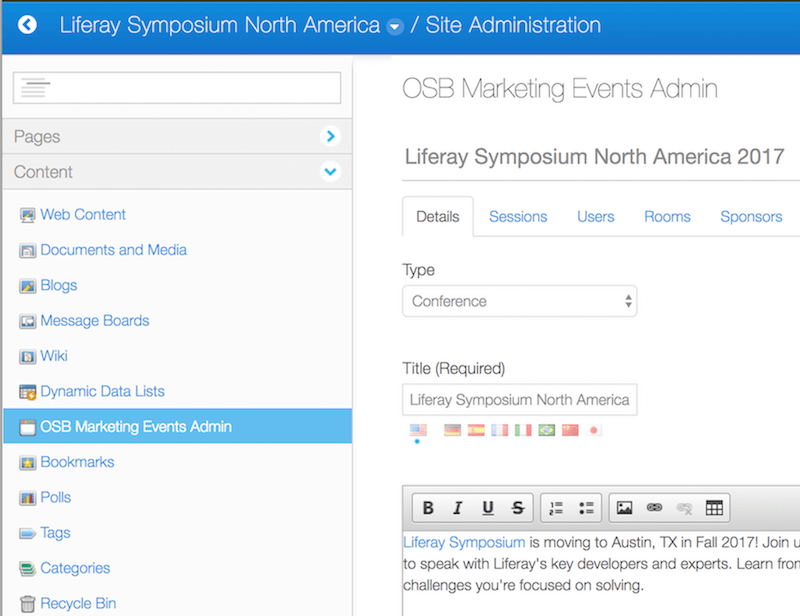 Liferay Symposium North America / Site Administration
Pages
Content
Web Content
Documents and Media
Blogs
Message Boards
Wiki
Dynamic Data Lists
OSB Marketing Events Admin
Bookmarks
Polls
Tags
Categories
Recycle Bin
OSB Marketing Events Admin
Liferay Symposium North America 2017
Details Sessions Users Rooms Sponsors
Type
Conference
Title (Required)
Liferay Symposium North America
B I U S
Liferay Symposium is moving to Austin, TX in Fall 2017! Join u
to speak with Liferay's key developers and experts. Learn fron
challenges you're focused on solving.